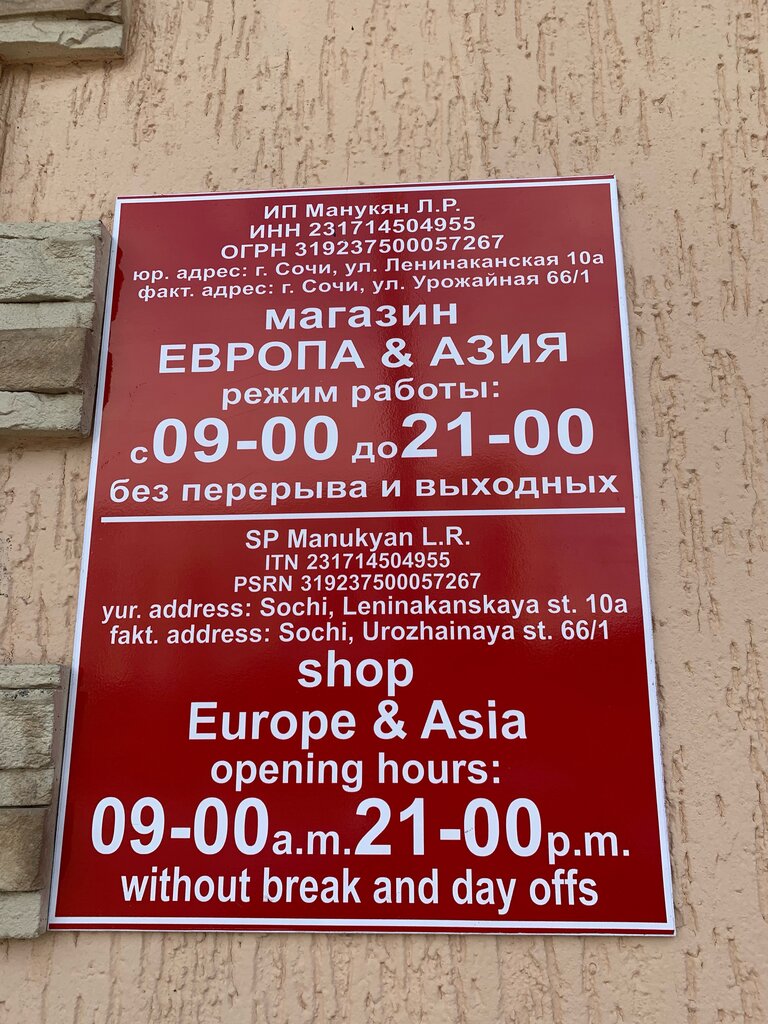 ИП Манукян Л.Р.
ИНН 231714504955
ОГРН 319237500057267
юр. адрес: г. Сочи, ул. Ленинаканская 10а
факт. адрес: г. Сочи, ул. Урожайная 66/1
магазин
ЕВРОПА & АЗИЯ
режим работы:
с 09-00 до 21-00
без перерыва и выходных
SP Manukyan L.R.
ITN 231714504955
PSRN 319237500057267
yur. address: Sochi, Leninakanskaya st. 10a
fakt. address: Sochi, Urozhainaya st. 66/1
shop
Europe & Asia
opening hours:
09-00a.m.21-00p.m.
without break and day offs